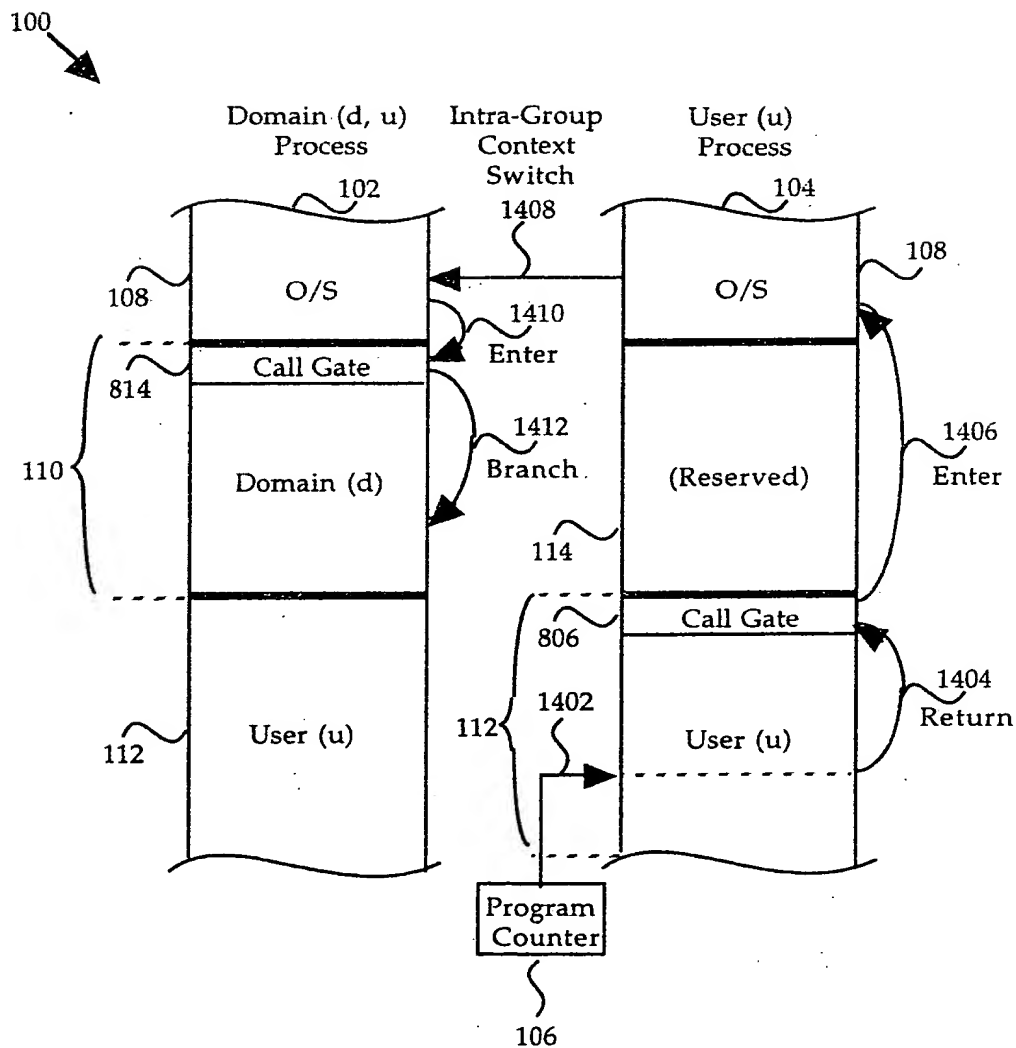 100
Domain (d, u)
Process
Intra-Group
Context
Switch
User (u)
Process
102
1408
104
108
O/S
O/S
108
1410
Enter
814
Call Gate
1412
Branch
1406
Enter
110
Domain (d)
(Reserved)
114
806
Call Gate
1402
1404
Return
112
User (u)
112
User (u)
Program
Counter
106